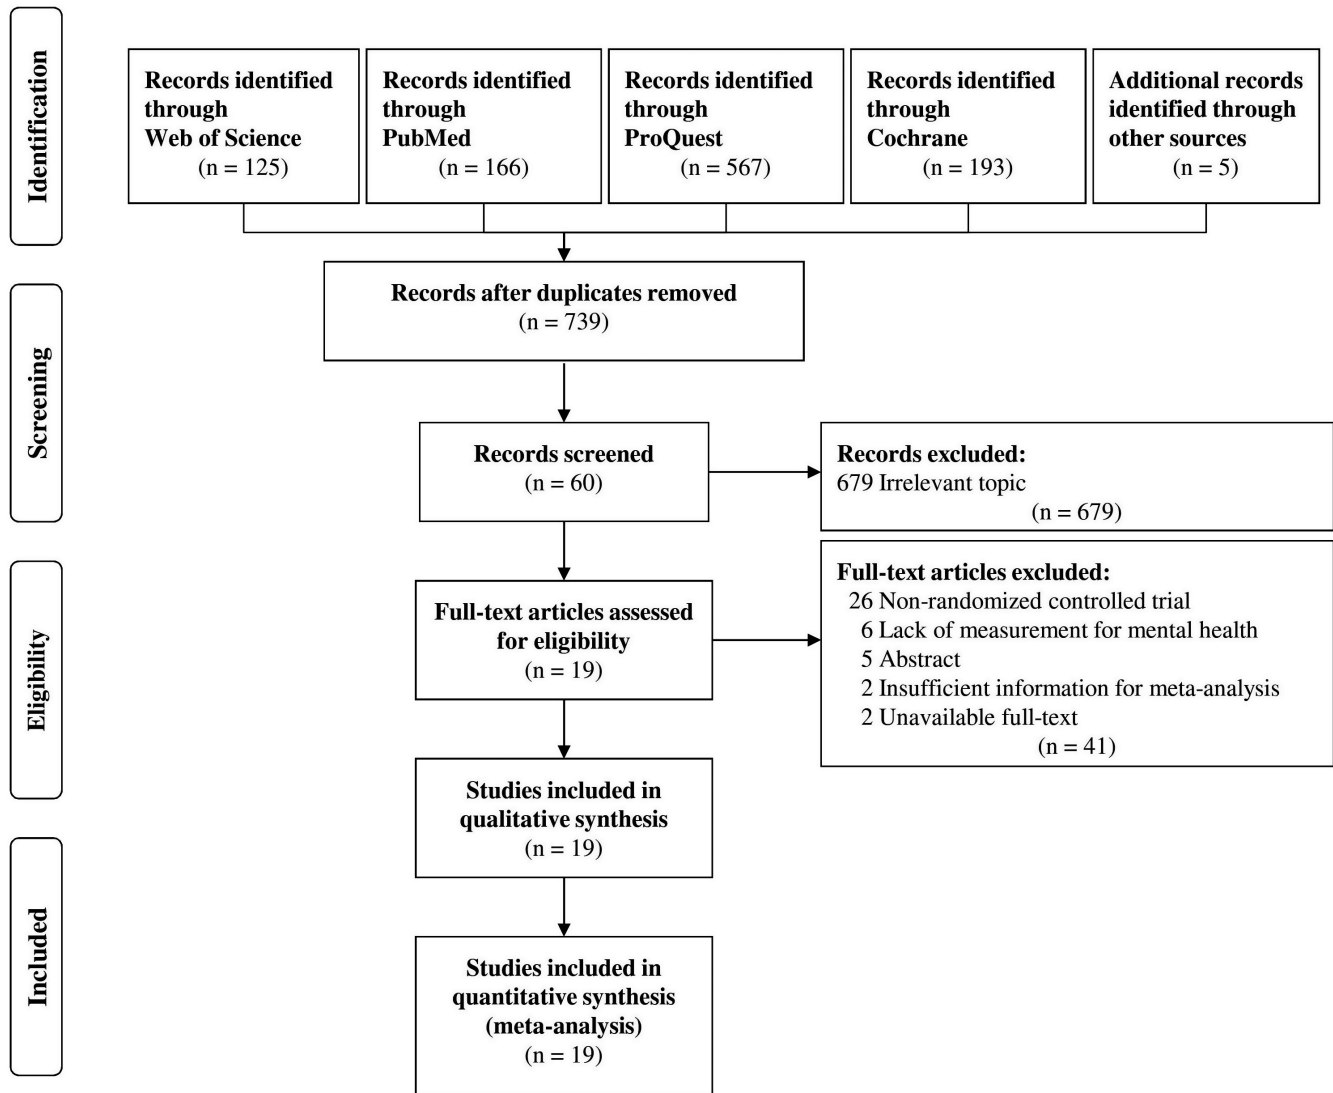 Identification
Records identified
through
Web of Science
(n = 125)
Records identified
through
PubMed
(n = 166)
Records identified
through
ProQuest
(n = 567)
Records identified
through
Cochrane
(n = 193)
Additional records
identified through
other sources
(n = 5)
Screening
Records after duplicates removed
(n = 739)
Records screened
(n = 60)
Records excluded:
679 Irrelevant topic
(n = 679)
Eligibility
Full-text articles assessed
for eligibility
(n = 19)
Full-text articles excluded:
26 Non-randomized controlled trial
6 Lack of measurement for mental health
5 Abstract
2 Insufficient information for meta-analysis
2 Unavailable full-text
(n = 41)
Studies included in
qualitative synthesis
(n = 19)
Included
Studies included in
quantitative synthesis
(meta-analysis)
(n = 19)